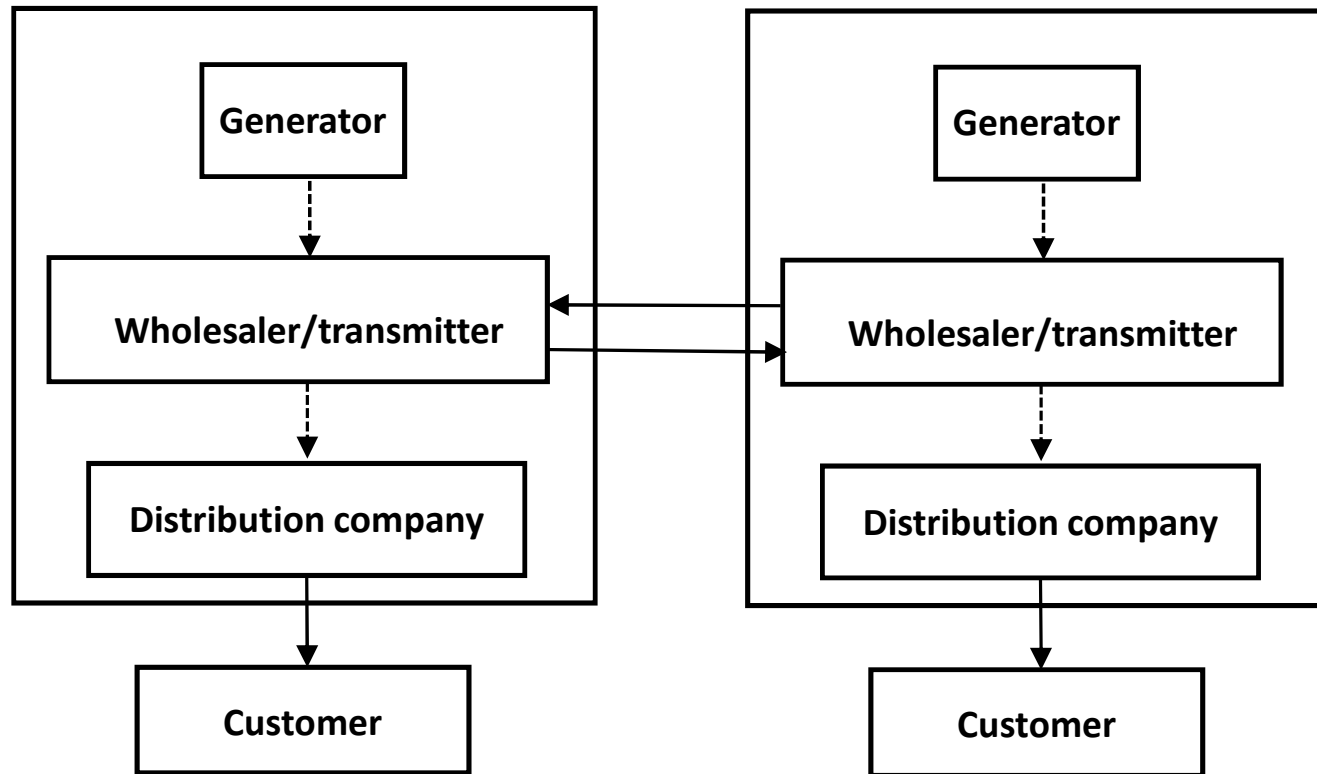 Generator
Generator
Wholesaler/transmitter
Wholesaler/transmitter
Distribution company
Distribution company
Customer
Customer